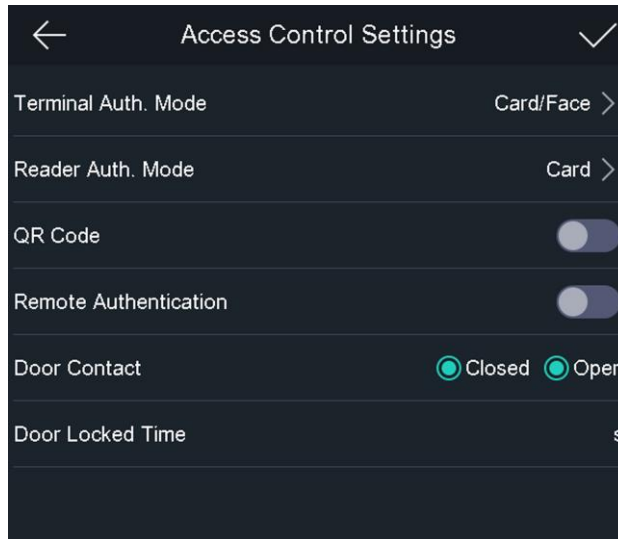 Access Control Settings
Terminal Auth. Mode Card/Face
Reader Auth. Mode Card
QR Code
Remote Authentication
Door Contact Closed Oper
Door Locked Time s